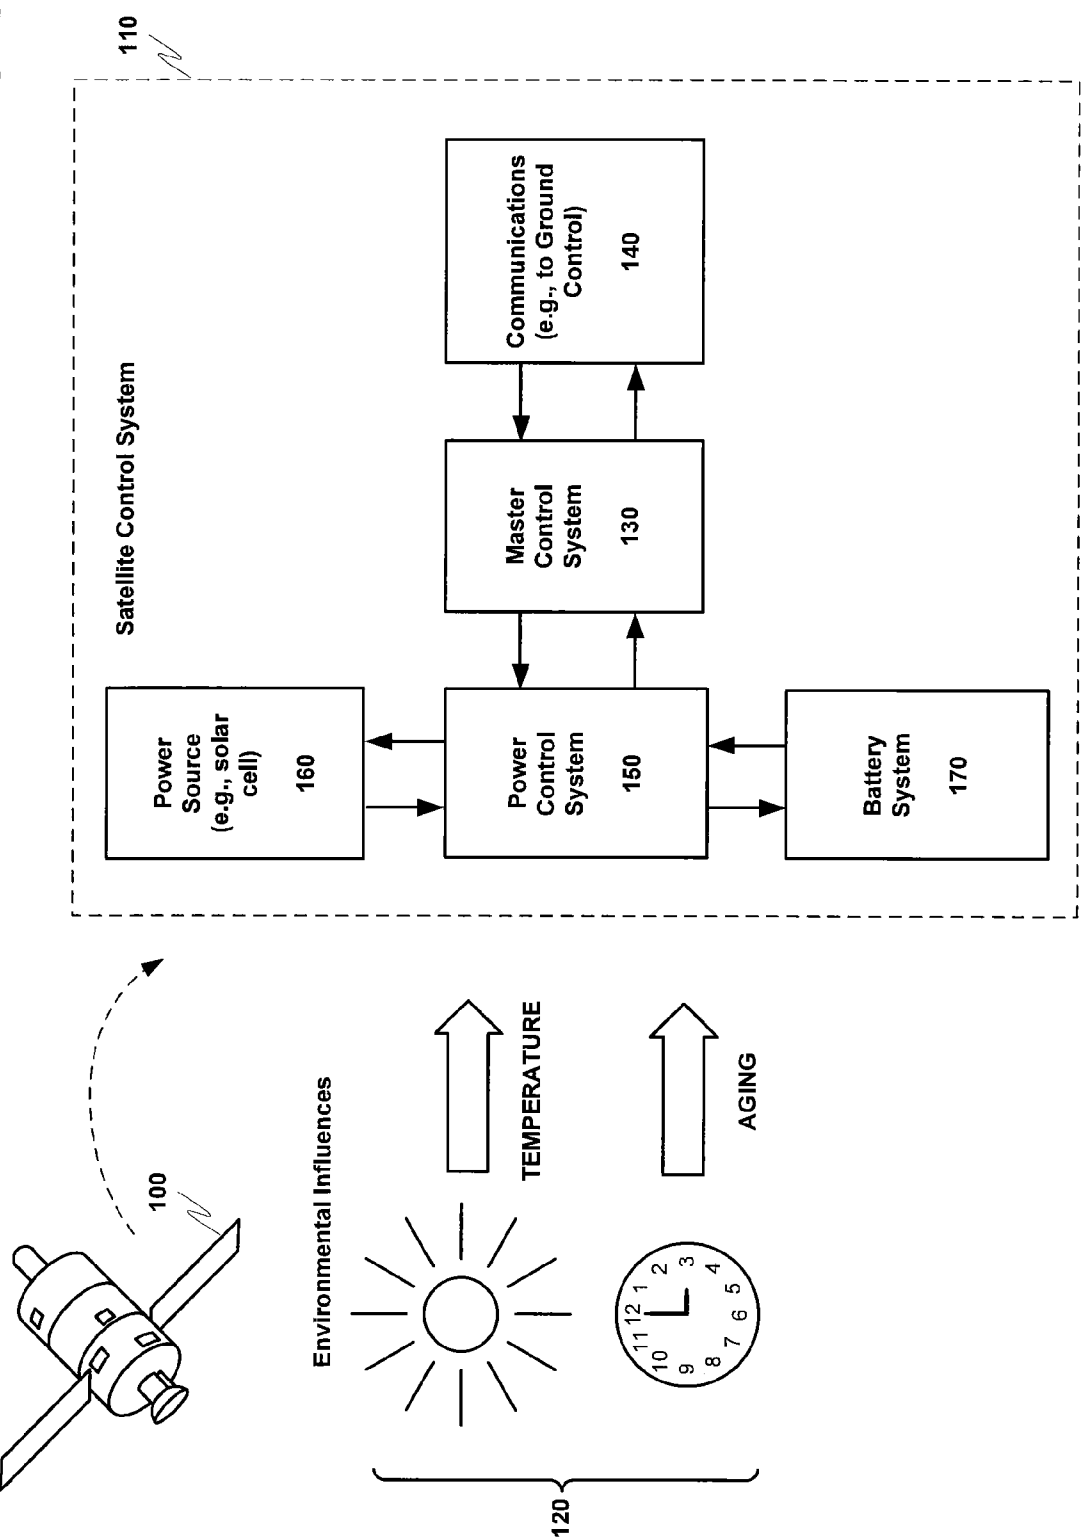 100
110
Satellite Control System
Power
Source
(e.g., solar
cell)
160
Power
Control
System
150
Master
Control
System
130
Communications
(e.g., to Ground
Control)
140
Battery
System
170
Environmental Influences
TEMPERATURE
AGING
12
1
2
3
4
5
6
7
8
9
10
11
120